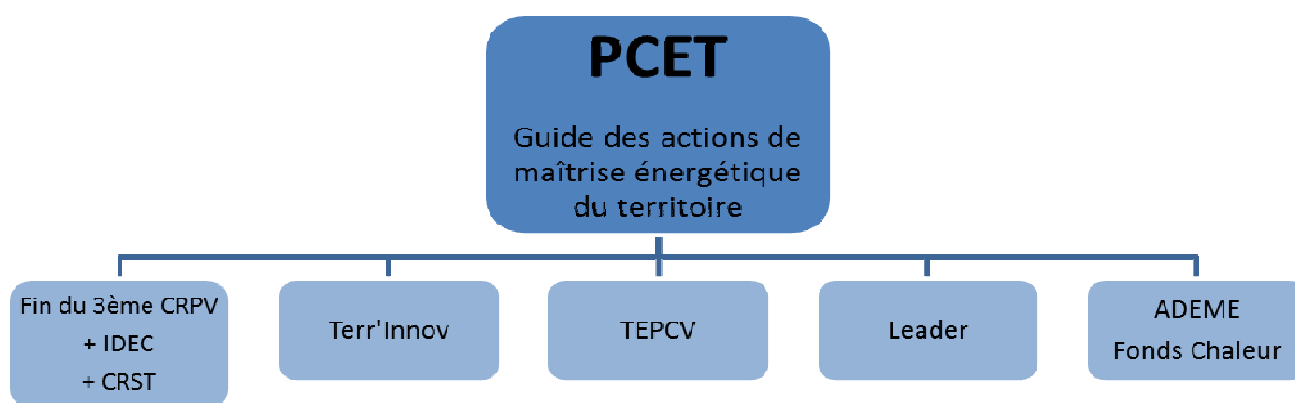 PCET
Guide des actions de
maîtrise énergétique
du territoire
Fin du 3ème CRPV
+ IDEC
+ CRST
Terr'Innov
TEPCV
Leader
ADEME
Fonds Chaleur